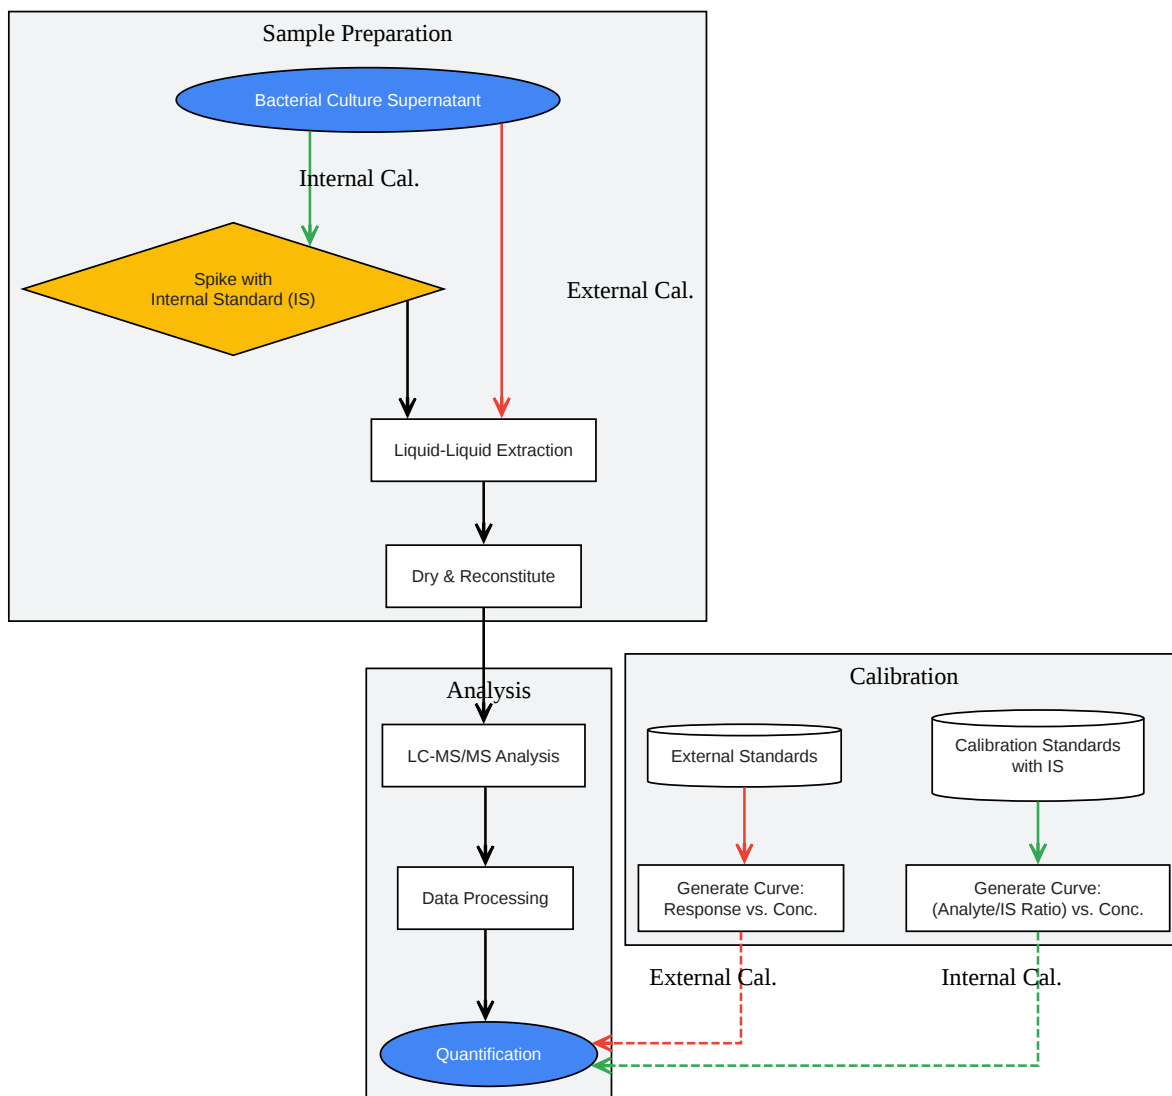 Sample Preparation
Bacterial Culture Supernatant
Internal Cal.
Spike with
Internal Standard (IS)
External Cal.
Liquid-Liquid Extraction
Dry & Reconstitute
Analysis
LC-MS/MS Analysis
Data Processing
Quantification
Calibration
External Standards
Calibration Standards
with IS
Generate Curve:
Response vs. Conc.
Generate Curve:
(Analyte/IS Ratio) vs. Conc.
External Cal.
Internal Cal.